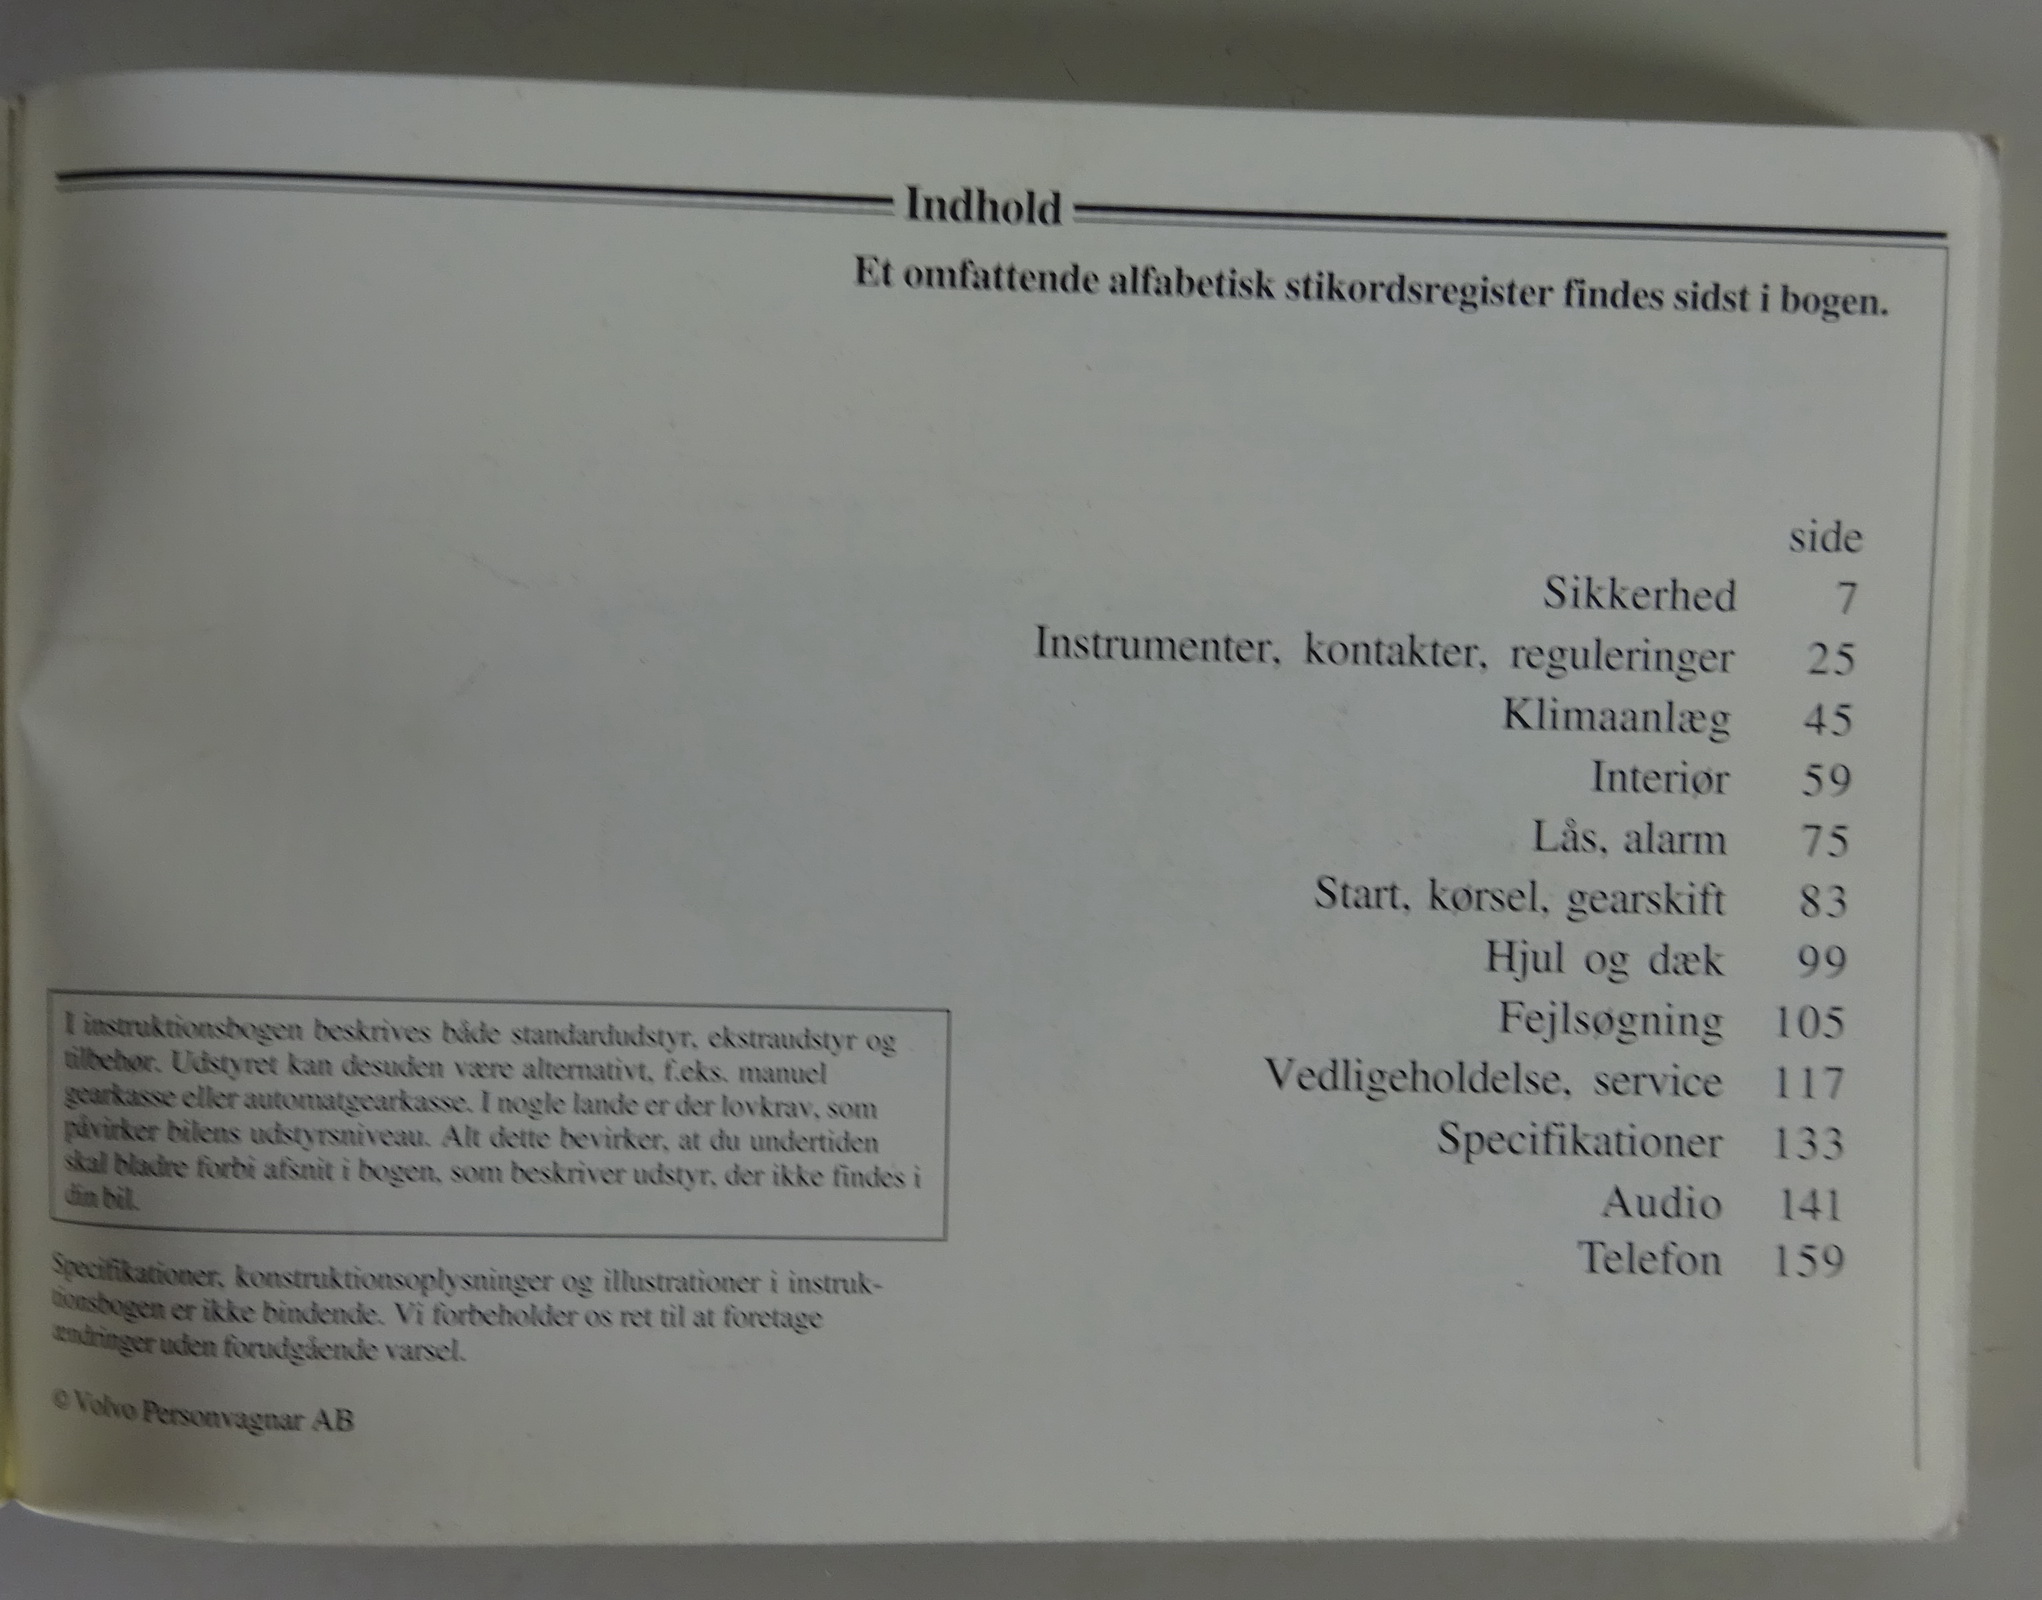 Indhold
Et omfattende alfabetisk stikordsregister findes sidst i bogen.
side
Sikkerhed 7
Instrumenter, kontakter, reguleringer 25
Klimaanlæg 45
Interiør 59
Lås, alarm 75
Start, kørsel, gearskift 83
Hjul og dæk 99
Fejlsøgning 105
Vedligeholdelse, service 117
Specifikationer 133
Audio 141
Telefon 159
I instruktionsbogen beskrives både standardudstyr, ekstraudstyr og
tilbehør. Udstyret kan desuden være alternativt, f.eks. manuel
gearkasse eller automatgearkasse. I nogle lande er der lovkrav, som
påvirker bilens udstyrsniveau. Alt dette bevirker, at du undertiden
skal bladre forbi afsnit i bogen, som beskriver udstyr, der ikke findes i
din bil.
Specifikationer, konstruktionsoplysninger og illustrationer i instruk-
tionsbogen er ikke bindende. Vi forbeholder os ret til at foretage
ændringer uden forudgående varsel.
© Volvo Personvagnar AB